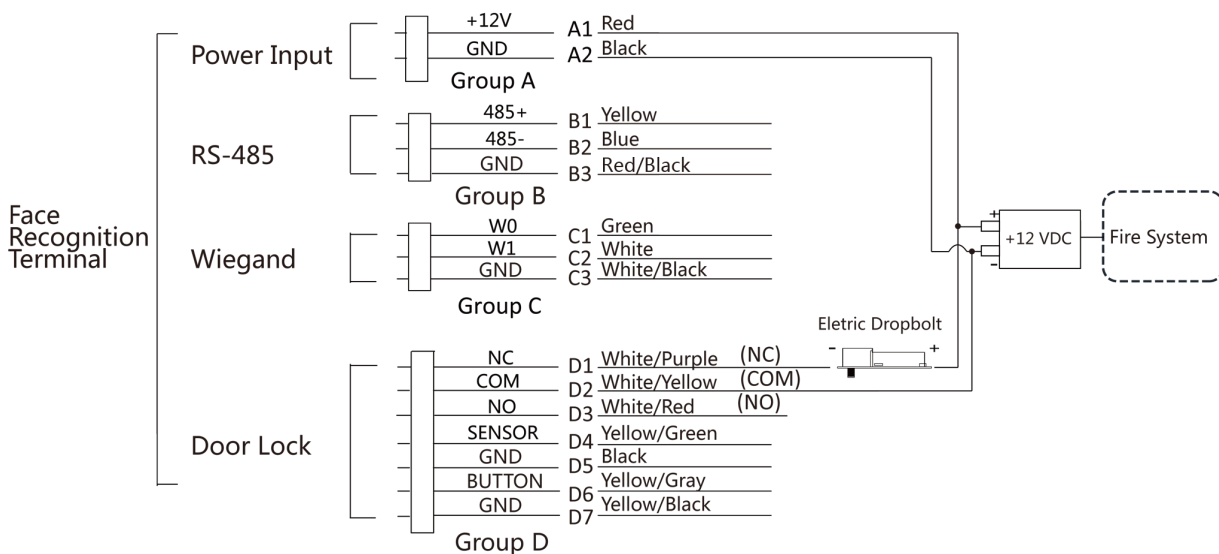 Face
Recognition
Terminal
Power Input
+12V A1 Red
GND A2 Black
Group A
RS-485
485+ B1 Yellow
485- B2 Blue
GND B3 Red/Black
Group B
Wiegand
W0 C1 Green
W1 C2 White
GND C3 White/Black
Group C
Door Lock
NC D1 White/Purple (NC)
COM D2 White/Yellow (COM)
NO D3 White/Red (NO)
SENSOR D4 Yellow/Green
GND D5 Black
BUTTON D6 Yellow/Gray
GND D7 Yellow/Black
Group D
Eletric Dropbolt
- +
+
+12 VDC
-
Fire System